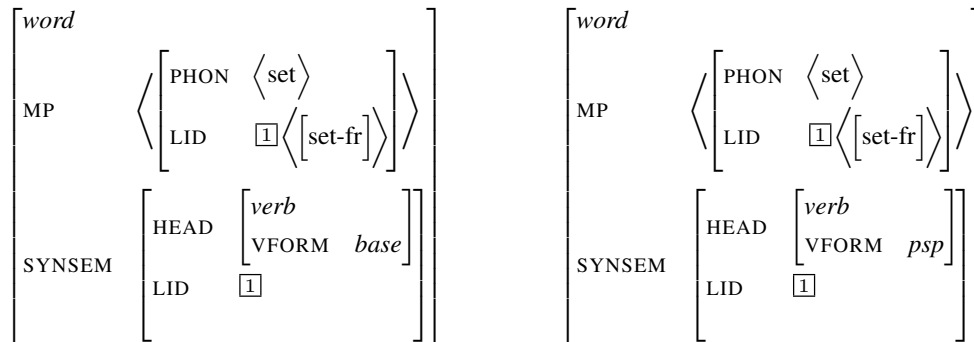 word word
PHON ⟨set⟩ PHON ⟨set⟩
MP MP
LID 1⟨[set-fr]⟩ LID 1⟨[set-fr]⟩
verb verb
HEAD HEAD
VFORM base VFORM psp
SYNSEM SYNSEM
LID 1 LID 1